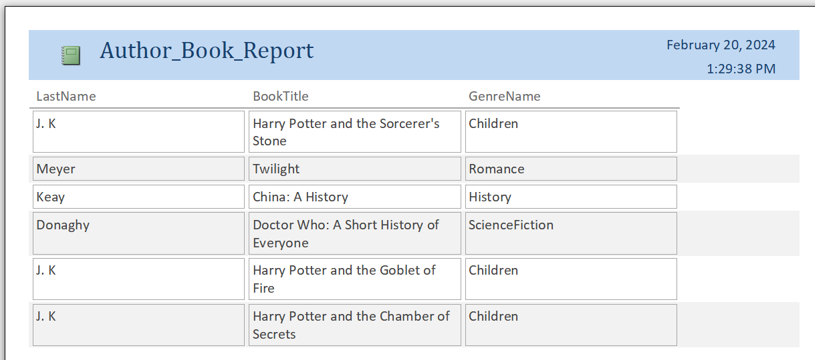 Author_Book_Report
February 20, 2024
1:29:38 PM
LastName BookTitle GenreName
J. K Harry Potter and the Sorcerer's Children
Stone
Meyer Twilight Romance
Keay China: A History History
Donaghy Doctor Who: A Short History of ScienceFiction
Everyone
J. K Harry Potter and the Goblet of Children
Fire
J. K Harry Potter and the Chamber of Children
Secrets